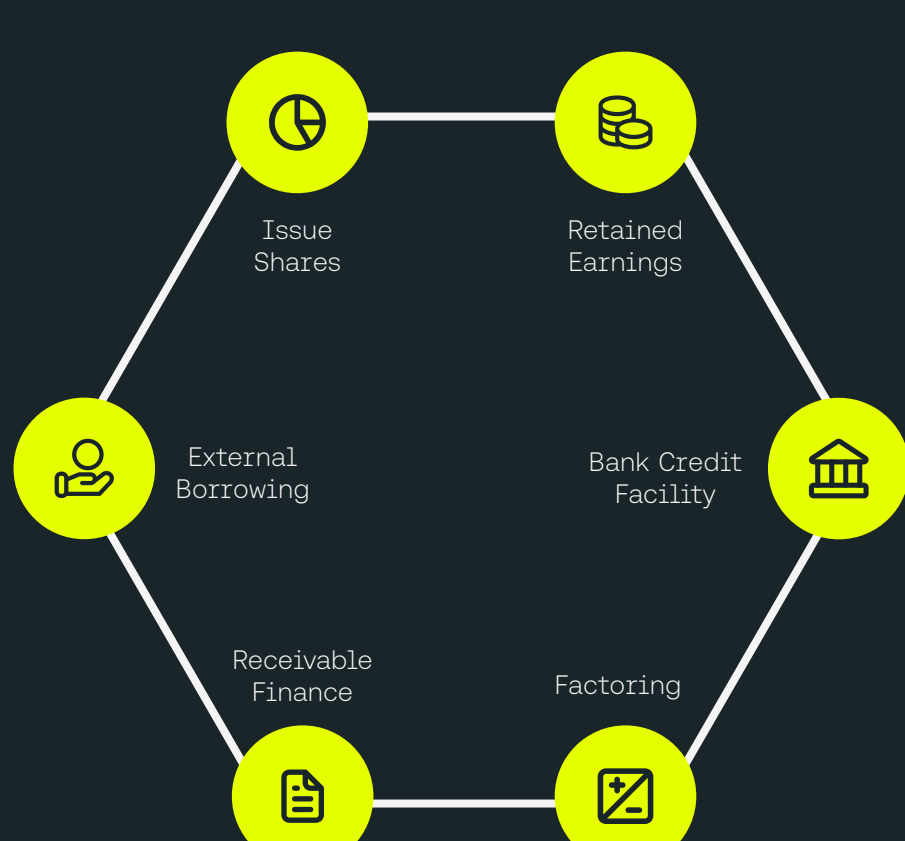 Issue
Shares
Retained
Earnings
External
Borrowing
Bank Credit
Facility
Receivable
Finance
Factoring